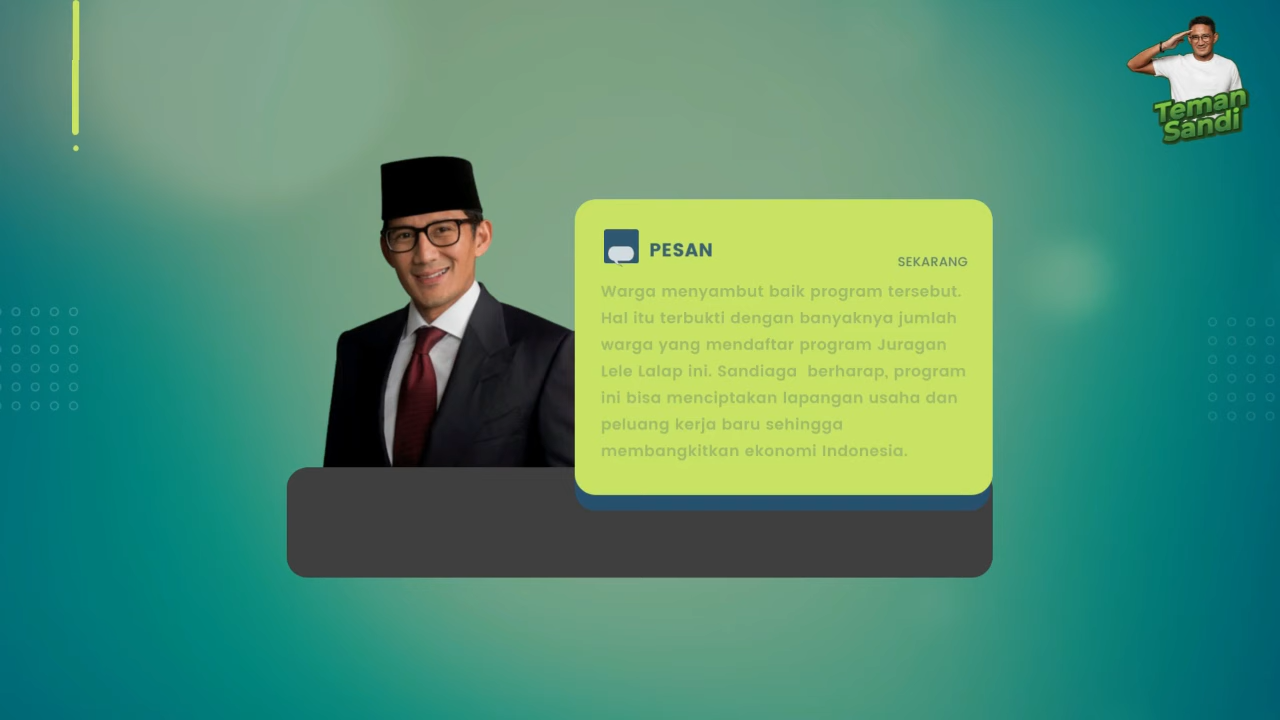 Teman
Sandi
PESAN
SEKARANG
Warga menyambut baik program tersebut.
Hal itu terbukti dengan banyaknya jumlah
warga yang mendaftar program Juragan
Lele Lalap ini. Sandiaga  berharap, program
ini bisa menciptakan lapangan usaha dan
peluang kerja baru sehingga
membangkitkan ekonomi Indonesia.